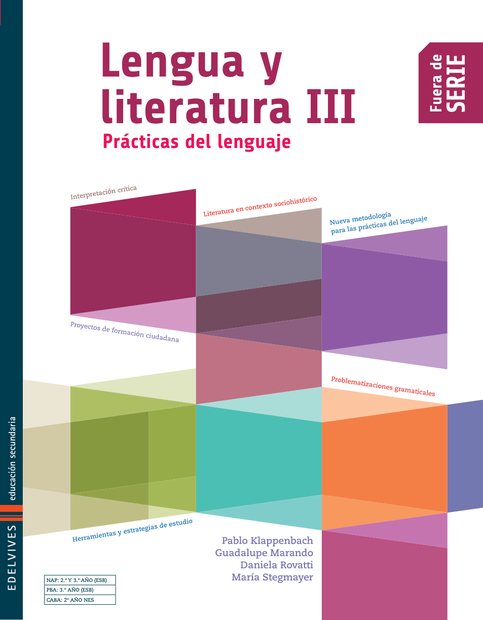 Lengua y
literatura III
Prácticas del lenguaje
Fuera de
SERIE
Interpretación crítica
Literatura en contexto sociohistórico
Nueva metodología
para las prácticas del lenguaje
Proyectos de formación ciudadana
Problematizaciones gramaticales
Herramientas y estrategias de estudio
Pablo Klappenbach
Guadalupe Marando
Daniela Rovatti
María Stegmayer
NAP: 2.º Y 3.º AÑO (ESB)
PBA: 3.º AÑO (ESB)
CABA: 2º AÑO NES
EDELVIVES
educación secundaria